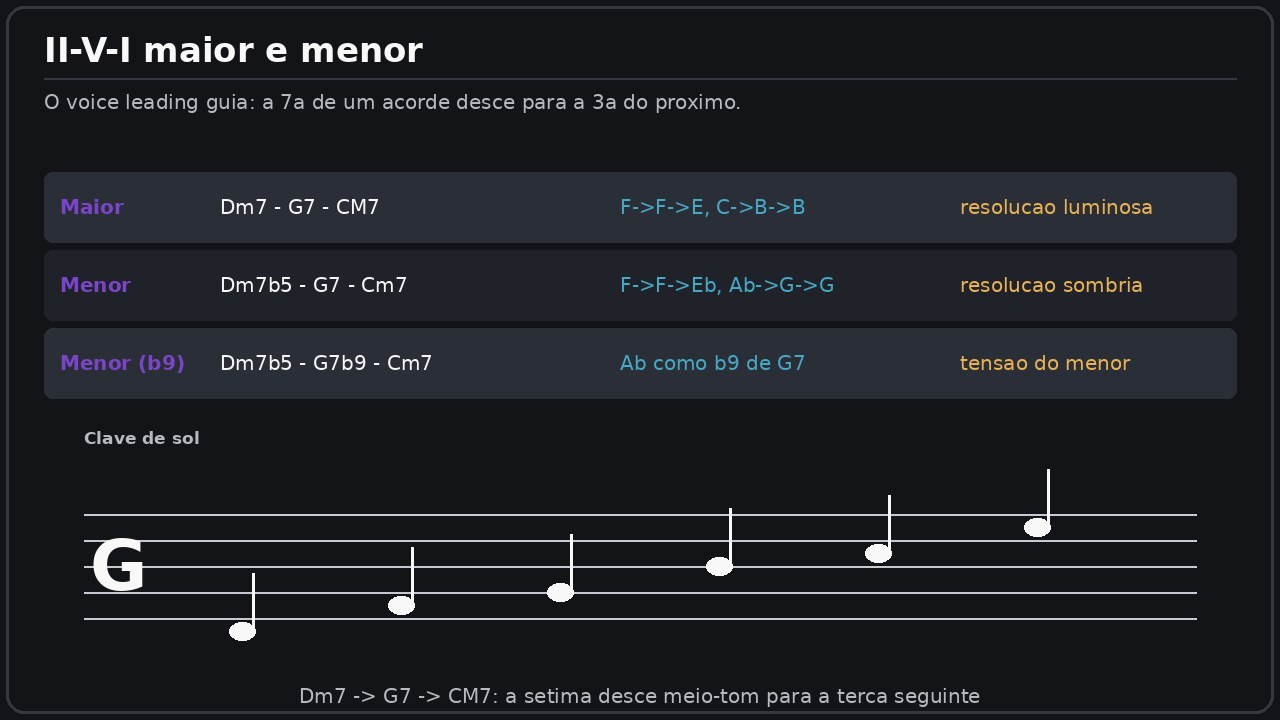 II-V-I maior e menor
O voice leading guia: a 7a de um acorde desce para a 3a do proximo.
Maior Dm7 - G7 - CM7 F->F->E, C->B->B resolucao luminosa
Menor Dm7b5 - G7 - Cm7 F->F->Eb, Ab->G->G resolucao sombria
Menor (b9) Dm7b5 - G7b9 - Cm7 Ab como b9 de G7 tensao do menor
Clave de sol
G
Dm7 -> G7 -> CM7: a setima desce meio-tom para a terca seguinte